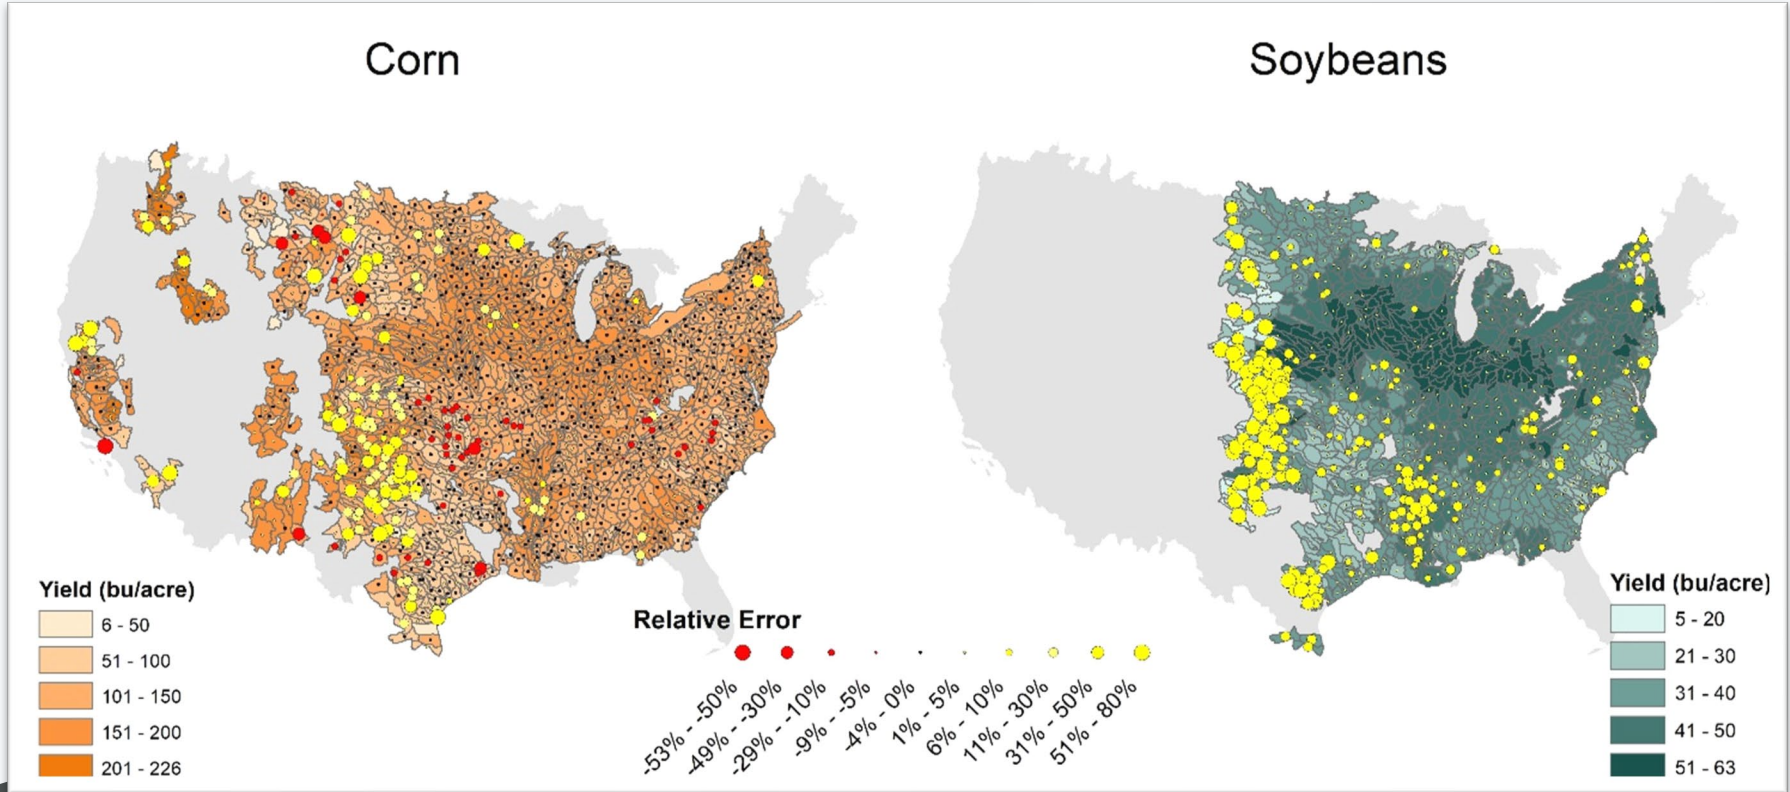 Corn
Soybeans
Yield (bu/acre)
6 - 50
51 - 100
101 - 150
151 - 200
201 - 226
Relative Error
-53% - -50%
-49% - -30%
-29% - -10%
-9% - -5%
-4% - 0%
1% - 5%
6% - 10%
11% - 30%
31% - 50%
51% - 80%
Yield (bu/acre)
5 - 20
21 - 30
31 - 40
41 - 50
51 - 63